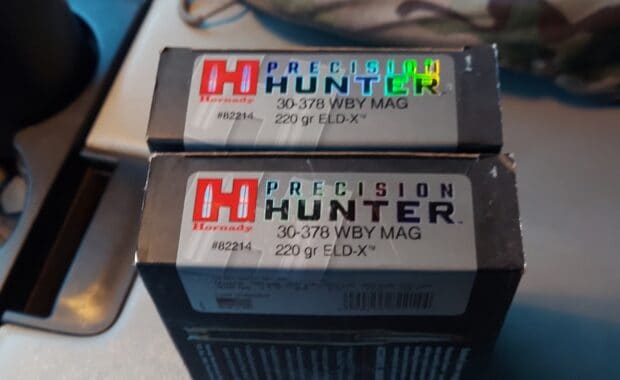 PRECISION
HUNTER
Hornady
30-378 WBY MAG
#82214
220 gr ELD-X™
PRECISION
HUNTER™
Hornady
30-378 WBY MAG
#82214
220 gr ELD-X™